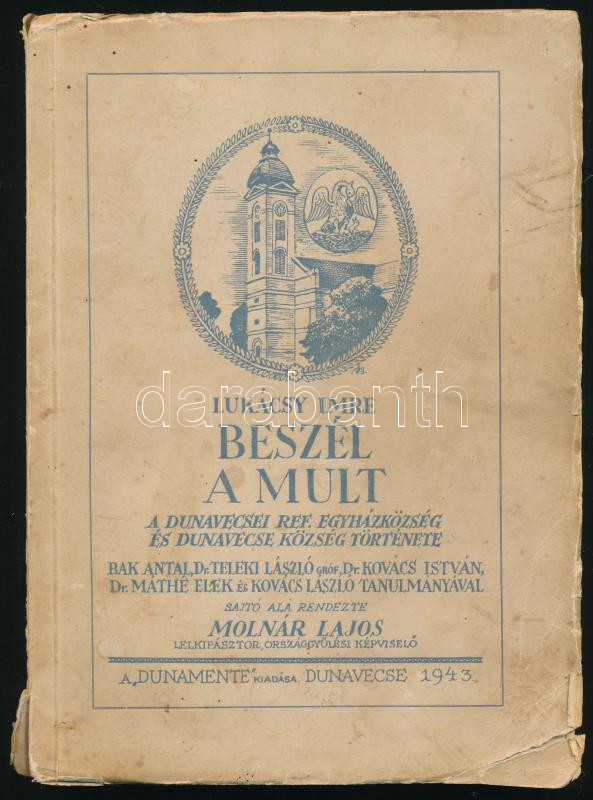 LUKÁCSY IMRE
darabanth
BESZÉL
A MULT
A DUNAVECSEI REF. EGYHÁZKÖZSÉG
ÉS DUNAVECSE KÖZSÉG TÖRTÉNETE
BAK ANTAL, Dr. TELEKI LÁSZLÓ GRÓF, Dr. KOVÁCS ISTVÁN,
Dr. MÁTHÉ ELEK ÉS KOVÁCS LÁSZLÓ TANULMÁNYÁVAL
SAJTÓ ALÁ RENDEZTE
MOLNÁR LAJOS
LELKIPÁSZTOR, ORSZÁGGYÜLÉSI KÉPVISELŐ
A „DUNAMENTE" KIADÁSA DUNAVECSE 1943.